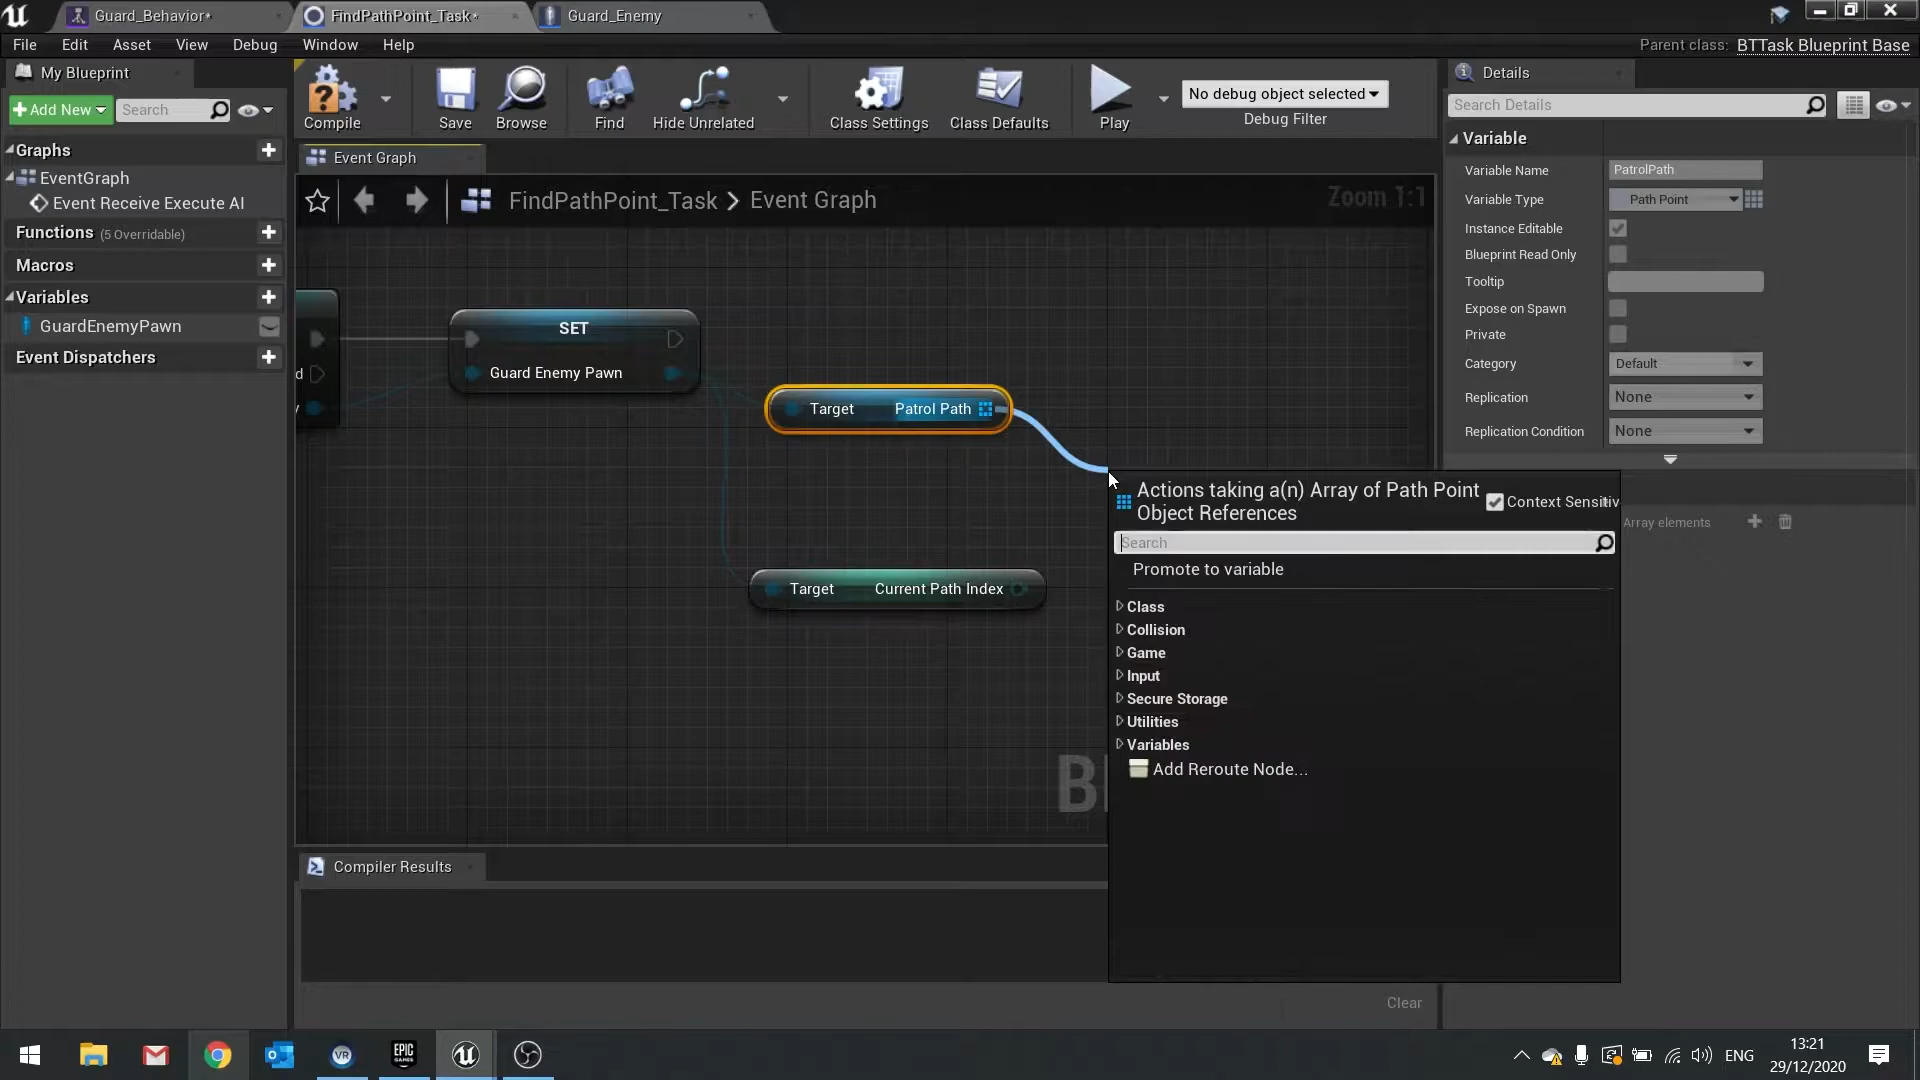 Guard_Behavior*
FindPathPoint_Task*
Guard_Enemy
File Edit Asset View Debug Window Help
Parent class: BTTask Blueprint Base
My Blueprint
Details
Add New
Search
Compile
Save
Browse
Find
Hide Unrelated
Class Settings
Class Defaults
Play
No debug object selected
Debug Filter
Search Details
Graphs
EventGraph
Event Receive Execute AI
Functions (5 Overridable)
Macros
Variables
GuardEnemyPawn
Event Dispatchers
Event Graph
FindPathPoint_Task > Event Graph
Zoom 1:1
SET
Guard Enemy Pawn
d
y
Target Patrol Path
Target Current Path Index
B
Actions taking a(n) Array of Path Point
Object References
Context Sensitiv
Search
Promote to variable
Class
Collision
Game
Input
Secure Storage
Utilities
Variables
Add Reroute Node...
Variable
Variable Name PatrolPath
Variable Type Path Point
Instance Editable
Blueprint Read Only
Tooltip
Expose on Spawn
Private
Category Default
Replication None
Replication Condition None
Array elements
Compiler Results
Clear
VR
EPIC
GAMES
ENG
13:21
29/12/2020